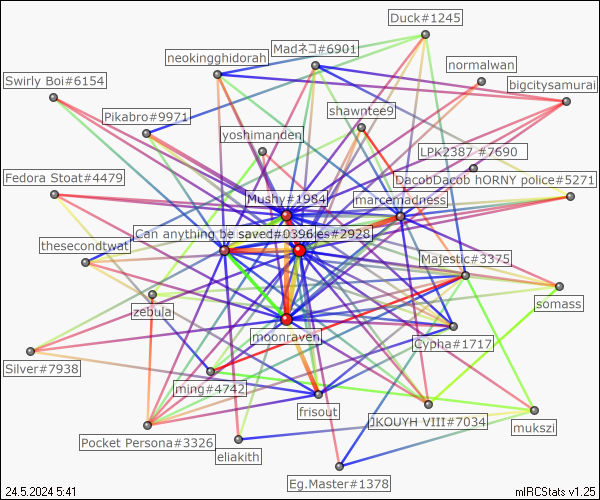 Duck#1245
Madネコ#6901
neokingghidorah
normalwan
Swirly Boi#6154
bigcitysamurai
Pikabro#9971
shawntee9
yoshimanden
LPK2387 #7690
Fedora Stoat#4479
DacobDacob hORNY police#5271
Mushy#1984
marcemadness
Can anything be saved#0396
ies#2928
thesecondtwat
Majestic#3375
zebula
somass
moonraven
Cypha#1717
Silver#7938
ming#4742
frisout
JKOUYH VIII#7034
mukszi
Pocket Persona#3326
eliakith
Eg.Master#1378
24.5.2024 5:41
mIRCStats v1.25